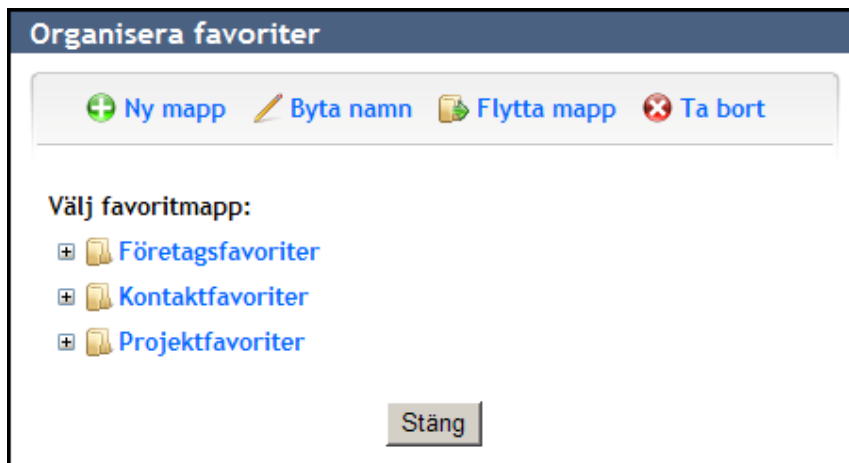 Organisera favoriter
Ny mapp Byta namn Flytta mapp Ta bort
Välj favoritmapp:
Företagsfavoriter
Kontaktfavoriter
Projektfavoriter
Stäng